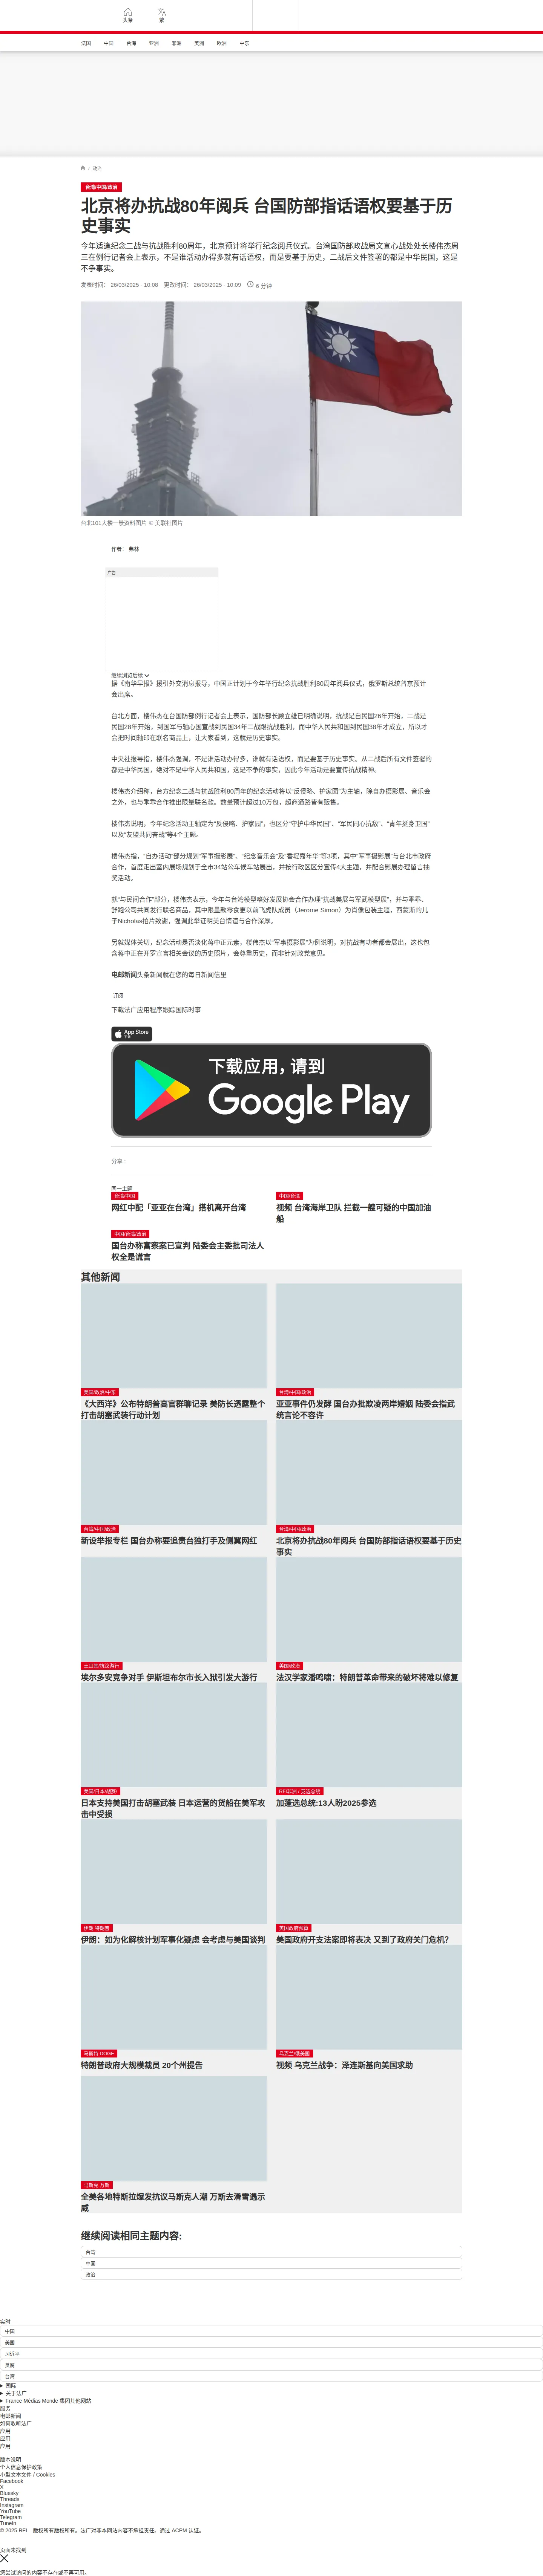 头条
繁
法国
中国
台海
亚洲
非洲
美洲
欧洲
中东
/ 政治
台湾/中国/政治
北京将办抗战80年阅兵 台国防部指话语权要基于历
史事实
今年适逢纪念二战与抗战胜利80周年，北京预计将举行纪念阅兵仪式。台湾国防部政战局文宣心战处处长楼伟杰周
三在例行记者会上表示，不是谁活动办得多就有话语权，而是要基于历史，二战后文件签署的都是中华民国，这是
不争事实。
发表时间： 26/03/2025 - 10:08 更改时间： 26/03/2025 - 10:09 6 分钟
台北101大楼一景资料图片 © 美联社图片
作者： 弗林
广告
继续浏览后续
据《南华早报》援引外交消息报导，中国正计划于今年举行纪念抗战胜利80周年阅兵仪式，俄罗斯总统普京预计
会出席。
台北方面，楼伟杰在台国防部例行记者会上表示，国防部长顾立雄已明确说明，抗战是自民国26年开始，二战是
民国28年开始，到国军与轴心国宣战到民国34年二战跟抗战胜利，而中华人民共和国到民国38年才成立，所以才
会把时间轴印在联名商品上，让大家看到，这就是历史事实。
中央社报导指，楼伟杰强调，不是谁活动办得多，谁就有话语权，而是要基于历史事实。从二战后所有文件签署的
都是中华民国，绝对不是中华人民共和国，这是不争的事实，因此今年活动是要宣传抗战精神。
楼伟杰介绍称，台方纪念二战与抗战胜利80周年的纪念活动将以“反侵略、护家园”为主轴，除自办摄影展、音乐会
之外，也与乖乖合作推出限量联名款、数量预计超过10万包，超商通路皆有贩售。
楼伟杰说明，今年纪念活动主轴定为“反侵略、护家园”，也区分“守护中华民国”、“军民同心抗敌”、“青年挺身卫国”
以及“友盟共同奋战”等4个主题。
楼伟杰指，“自办活动”部分规划“军事摄影展”、“纪念音乐会”及“香堤嘉年华”等3项，其中“军事摄影展”与台北市政府
合作，首度走出室内展场规划于全市34站公车候车站展出，并按行政区区分宣传4大主题，并配合影展办理留言抽
奖活动。
就“与民间合作”部分，楼伟杰表示，今年与台湾模型嗜好发展协会合作办理“抗战美展与军武模型展”，并与乖乖、
舒跑公司共同发行联名商品，其中限量款零食更以前飞虎队成员（Jerome Simon）为肖像包装主题，西蒙斯的儿
子Nicholas拍片致谢，强调此举证明美台情谊与合作深厚。
另就媒体关切，纪念活动是否淡化蒋中正元素，楼伟杰以“军事摄影展”为例说明，对抗战有功者都会展出，这也包
含蒋中正在开罗宣言相关会议的历史照片，会尊重历史，而非针对政党意见。
电邮新闻头条新闻就在您的每日新闻信里
订阅
下载法广应用程序跟踪国际时事
App Store
下载应用，请到
Google Play
分享 :
同一主题
台湾/中国
网红中配「亚亚在台湾」搭机离开台湾
中国/台湾
视频 台湾海岸卫队 拦截一艘可疑的中国加油
船
中国/台湾/政治
国台办称富察案已宣判 陆委会主委批司法人
权全是谎言
其他新闻
美国/政治/中东
《大西洋》公布特朗普高官群聊记录 美防长透露整个
打击胡塞武装行动计划
台湾/中国/政治
亚亚事件仍发酵 国台办批欺凌两岸婚姻 陆委会指武
统言论不容许
台湾/中国/政治
新设举报专栏 国台办称要追责台独打手及侧翼网红
台湾/中国/政治
北京将办抗战80年阅兵 台国防部指话语权要基于历史
事实
土耳其/抗议游行
埃尔多安竞争对手 伊斯坦布尔市长入狱引发大游行
美国/政治
法汉学家潘鸣啸：特朗普革命带来的破坏将难以修复
美国/日本/胡赛/
日本支持美国打击胡塞武装 日本运营的货船在美军攻
击中受损
RFI非洲 / 竞选总统
加蓬选总统:13人盼2025参选
伊朗 特朗普
伊朗：如为化解核计划军事化疑虑 会考虑与美国谈判
美国政府预算
美国政府开支法案即将表决 又到了政府关门危机？
马歇特 DOGE
特朗普政府大规模裁员 20个州提告
乌克兰/俄美国
视频 乌克兰战争：泽连斯基向美国求助
马斯克 万斯
全美各地特斯拉爆发抗议马斯克人潮 万斯去滑雪遇示
威
继续阅读相同主题内容:
台湾
中国
政治
实时
中国
美国
习近平
贪腐
台湾
国际
关于法广
France Médias Monde 集团其他网站
服务
电邮新闻
如何收听法广
应用
应用
应用
版本说明
个人信息保护政策
小型文本文件 / Cookies
Facebook
X
Bluesky
Threads
Instagram
YouTube
Telegram
TuneIn
© 2025 RFI – 版权所有版权所有。法广对非本网站内容不承担责任。通过 ACPM 认证。
页面未找到
您尝试访问的内容不存在或不再可用。